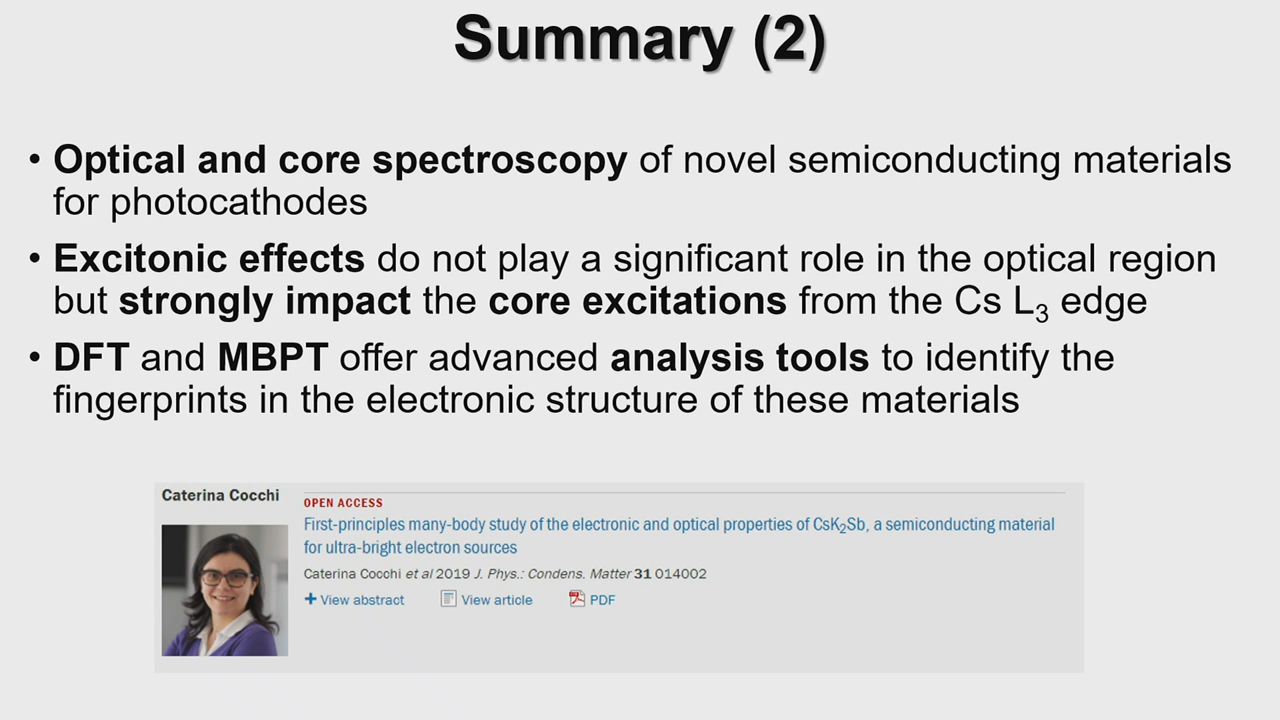 Summary (2)
• Optical and core spectroscopy of novel semiconducting materials
for photocathodes
• Excitonic effects do not play a significant role in the optical region
but strongly impact the core excitations from the Cs L₃ edge
• DFT and MBPT offer advanced analysis tools to identify the
fingerprints in the electronic structure of these materials
Caterina Cocchi
OPEN ACCESS
First-principles many-body study of the electronic and optical properties of CsK₂Sb, a semiconducting material
for ultra-bright electron sources
Caterina Cocchi et al 2019 J. Phys.: Condens. Matter 31 014002
+ View abstract View article PDF